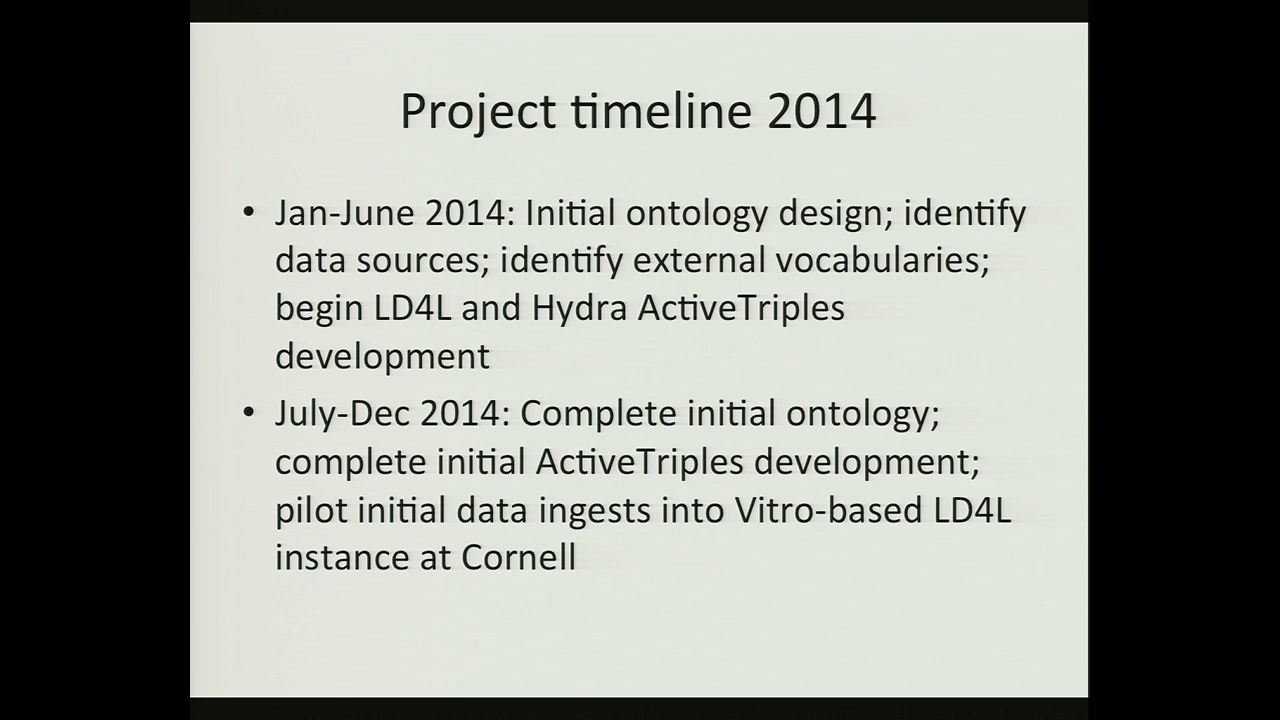 Project timeline 2014
• Jan-June 2014: Initial ontology design; identify
data sources; identify external vocabularies;
begin LD4L and Hydra ActiveTriples
development
• July-Dec 2014: Complete initial ontology;
complete initial ActiveTriples development;
pilot initial data ingests into Vitro-based LD4L
instance at Cornell